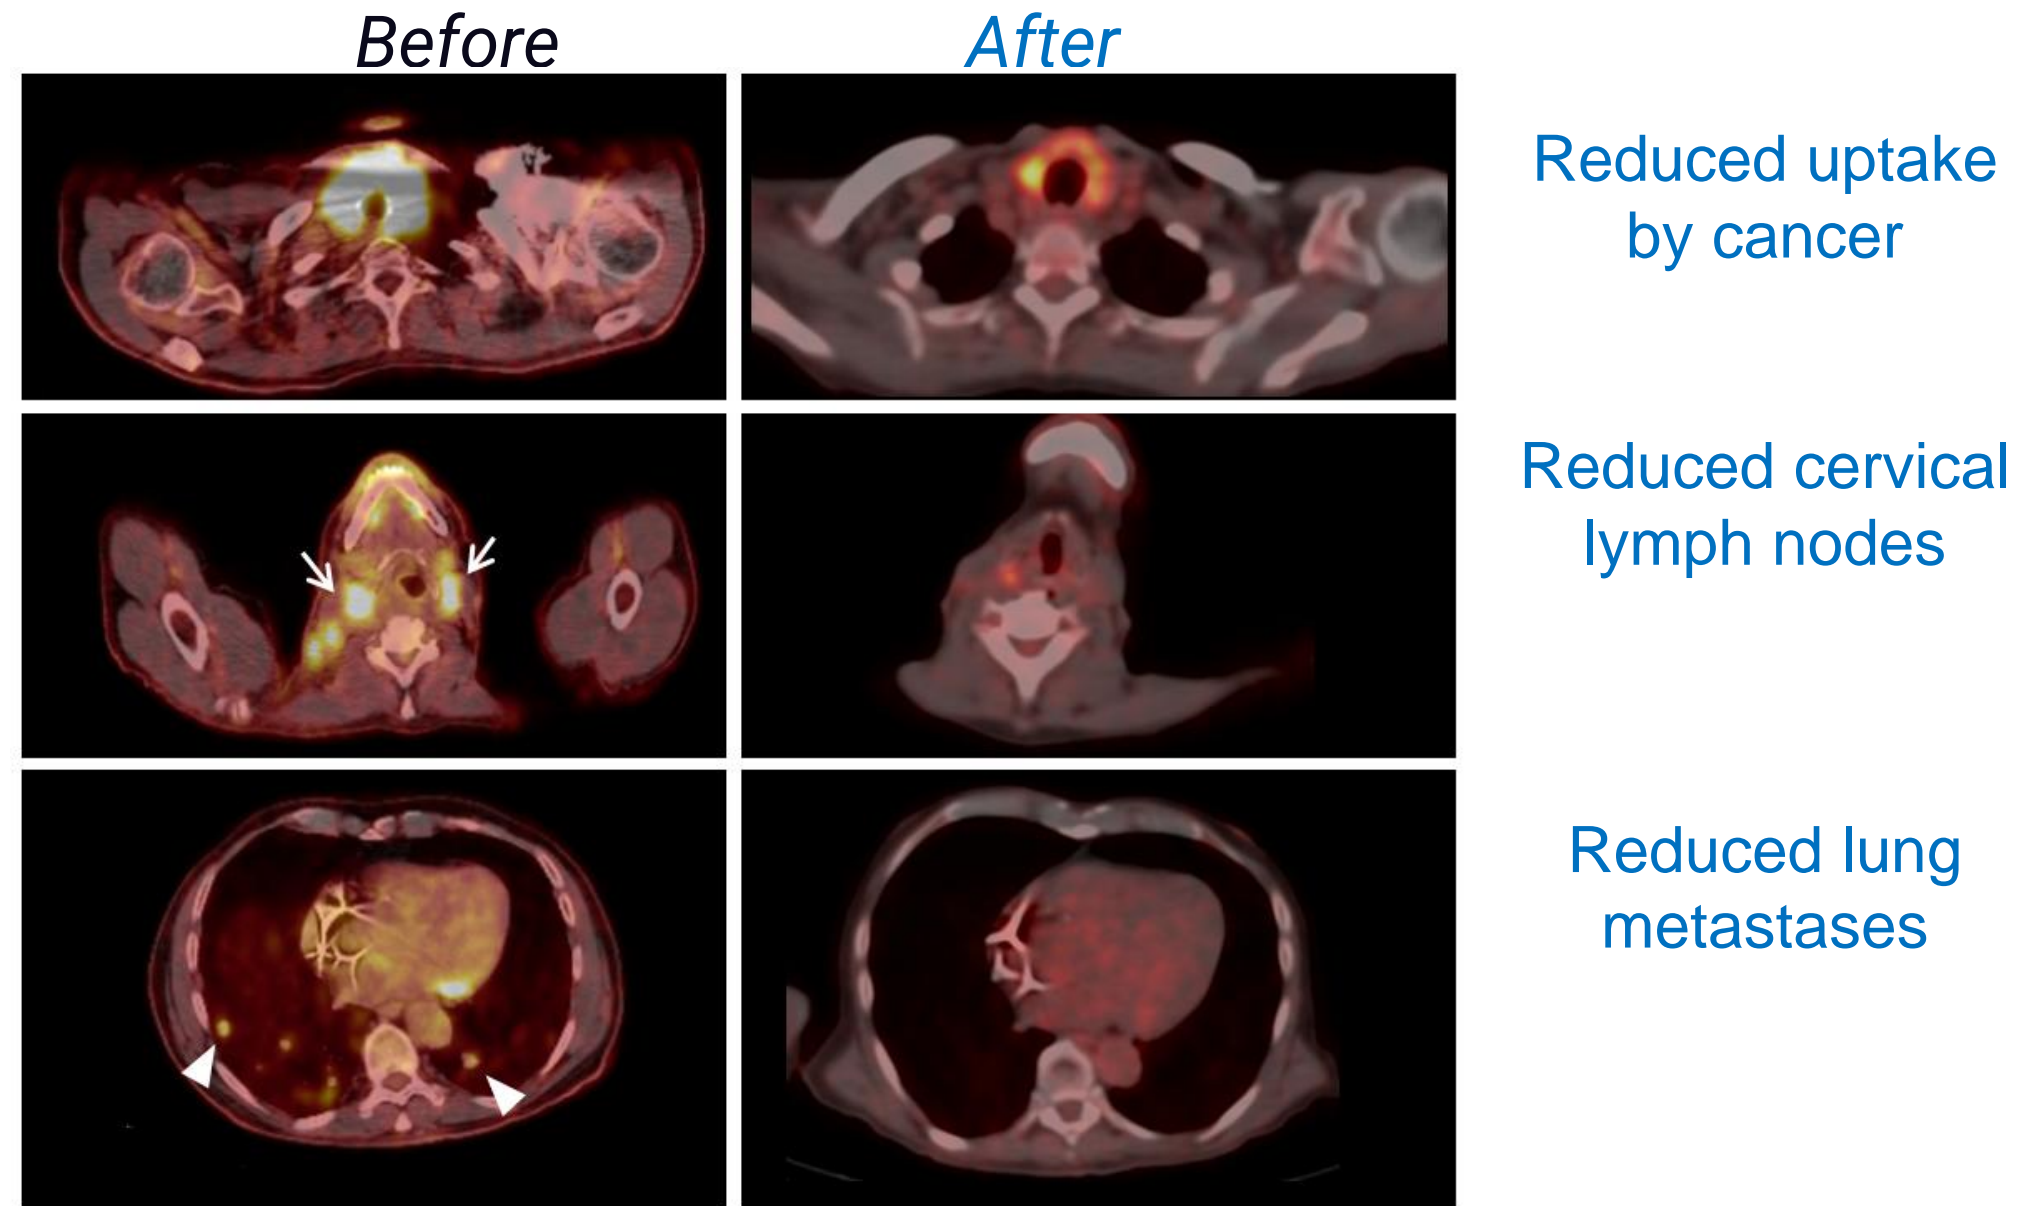 Before
After
Reduced uptake
by cancer
Reduced cervical
lymph nodes
Reduced lung
metastases